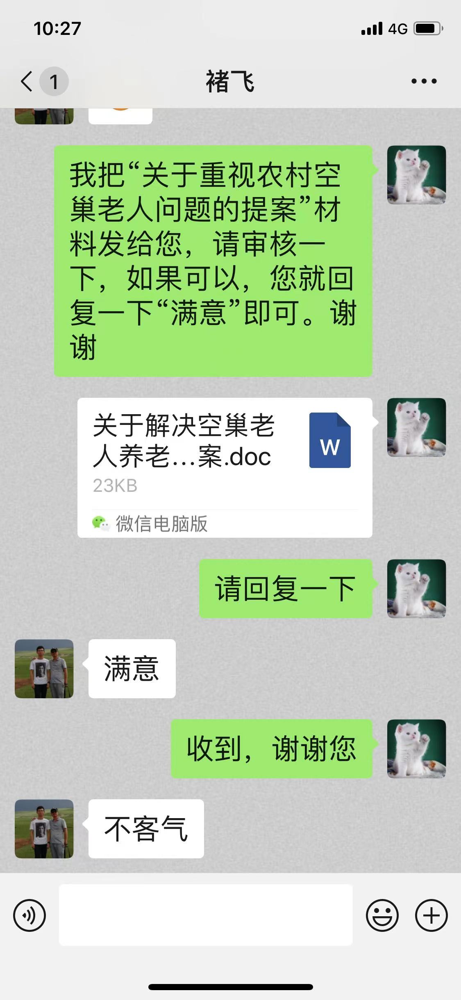 10:27
4G
1
褚飞
我把“关于重视农村空
巢老人问题的提案”材
料发给您，请审核一
下，如果可以，您就回
复一下“满意”即可。谢
谢
关于解决空巢老
人养老...案.doc
W
23KB
微信电脑版
请回复一下
满意
收到，谢谢您
不客气